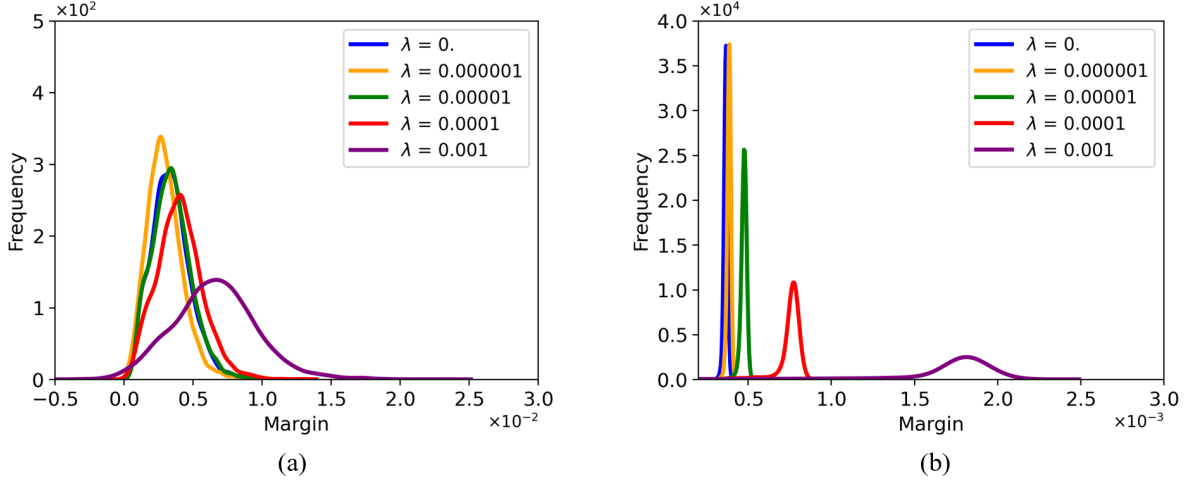 ×10²
5
4
3
2
1
0
Frequency
−0.5
0.0
0.5
1.0
1.5
2.0
2.5
3.0
×10⁻²
Margin
λ = 0.
λ = 0.000001
λ = 0.00001
λ = 0.0001
λ = 0.001
(a)
×10⁴
4.0
3.5
3.0
2.5
2.0
1.5
1.0
0.5
0.0
Frequency
0.5
1.0
1.5
2.0
2.5
3.0
×10⁻³
Margin
λ = 0.
λ = 0.000001
λ = 0.00001
λ = 0.0001
λ = 0.001
(b)